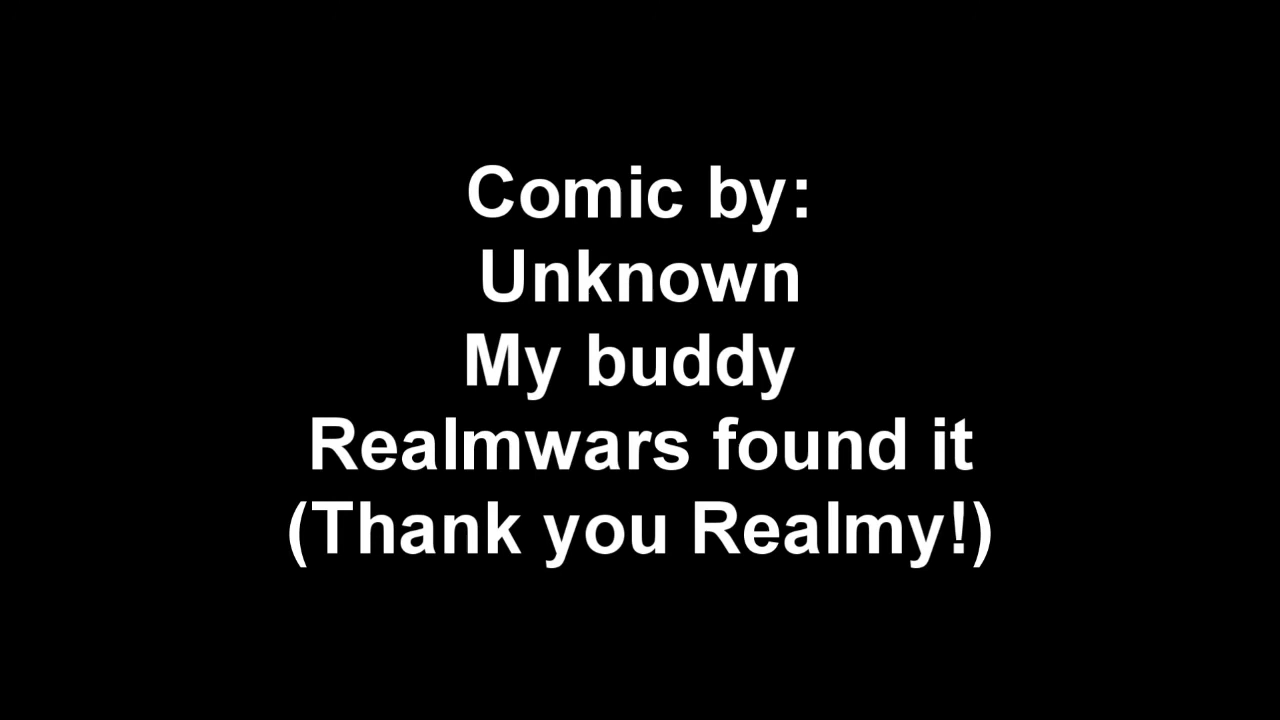 Comic by:
Unknown
My buddy
Realmwars found it
(Thank you Realmy!)